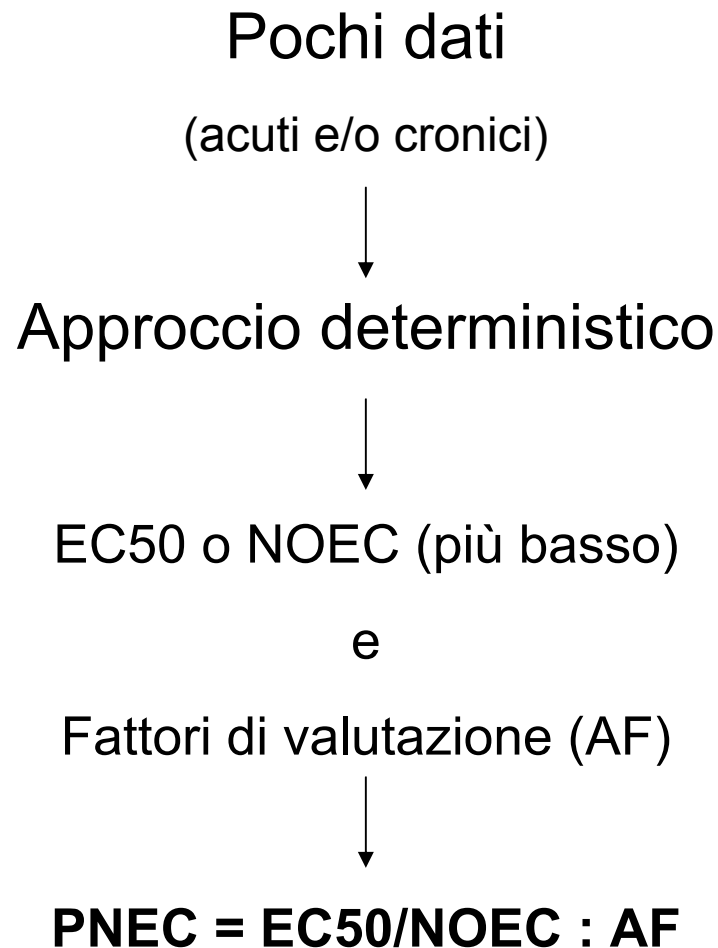 Pochi dati
(acuti e/o cronici)
Approccio deterministico
EC50 o NOEC (più basso)
e
Fattori di valutazione (AF)
PNEC = EC50/NOEC : AF